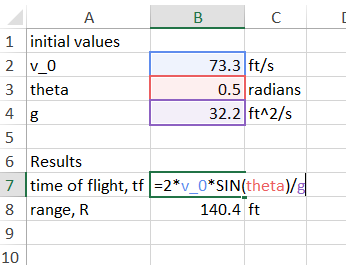 A B C
1 initial values
2 v_0 73.3 ft/s
3 theta 0.5 radians
4 g 32.2 ft^2/s
5
6 Results
7 time of flight, tf =2*v_0*SIN(theta)/g
8 range, R 140.4 ft
9
10